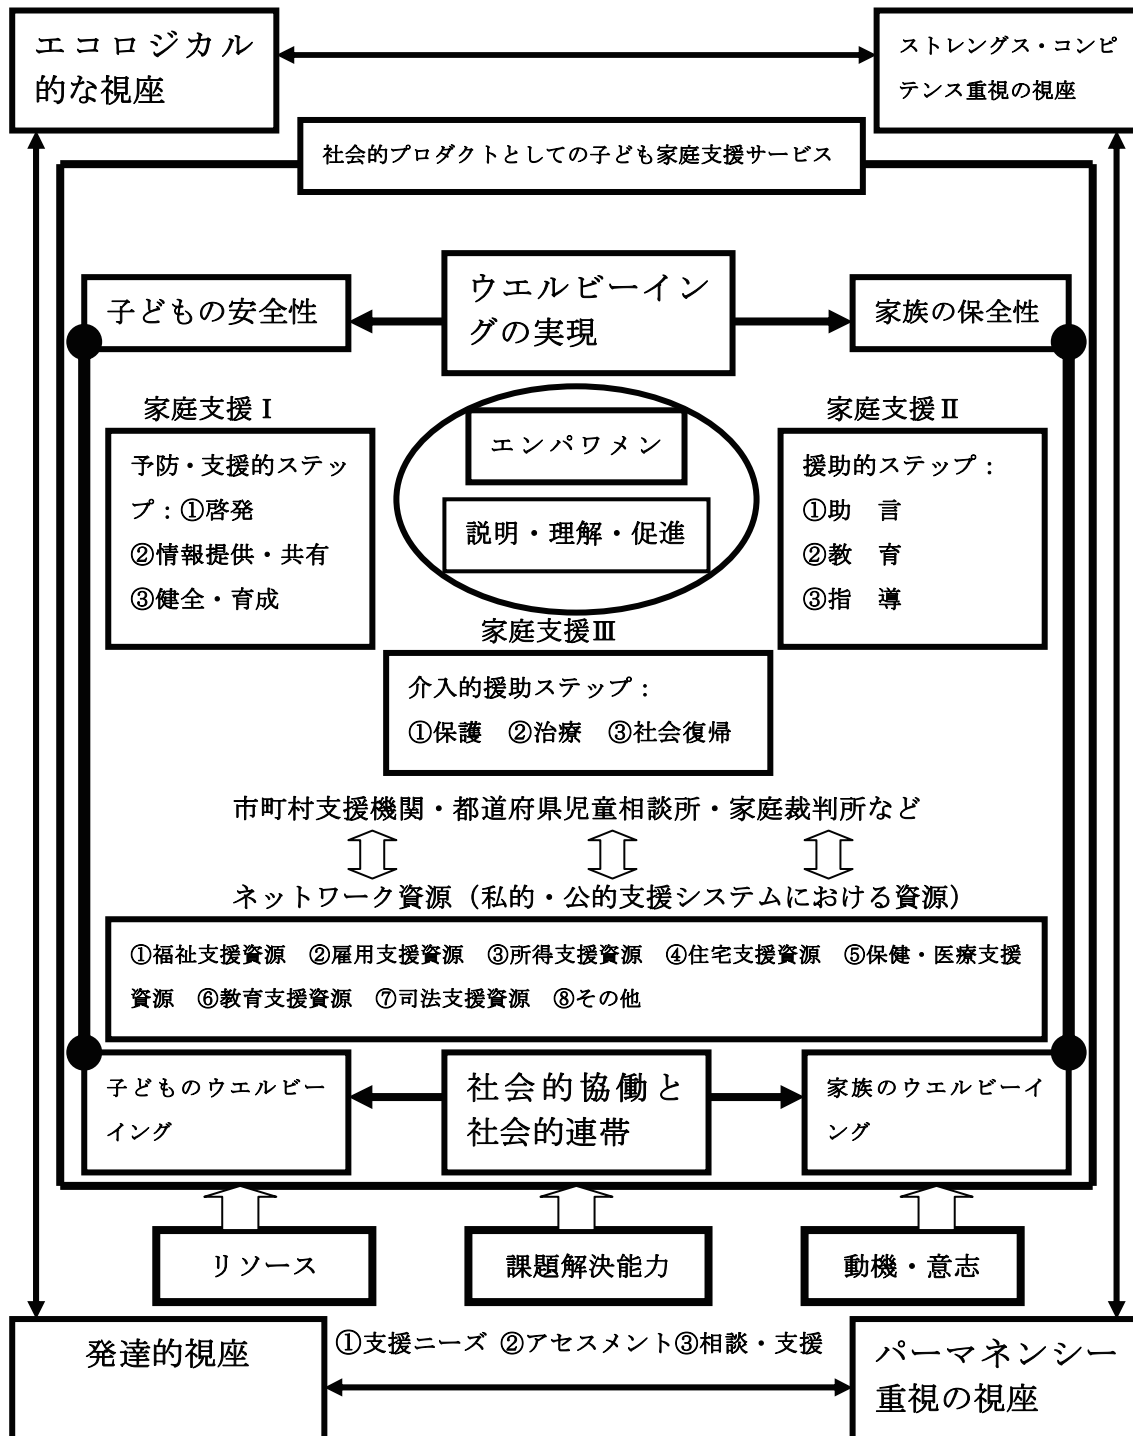 エコロジカル
的な視座
ストレングス・コンピ
テンス重視の視座
社会的プロダクトとしての子ども家庭支援サービス
子どもの安全性
ウエルビーイン
グの実現
家族の保全性
家庭支援Ⅰ
予防・支援的ステッ
プ：①啓発
②情報提供・共有
③健全・育成
エンパワメン
説明・理解・促進
家庭支援Ⅱ
援助的ステップ：
①助　言
②教　育
③指　導
家庭支援Ⅲ
介入的援助ステップ：
①保護　②治療　③社会復帰
市町村支援機関・都道府県児童相談所・家庭裁判所など
ネットワーク資源（私的・公的支援システムにおける資源）
①福祉支援資源　②雇用支援資源　③所得支援資源　④住宅支援資源　⑤保健・医療支援
資源　⑥教育支援資源　⑦司法支援資源　⑧その他
子どものウエルビー
イング
社会的協働と
社会的連帯
家族のウエルビーイ
ング
リソース
課題解決能力
動機・意志
発達的視座
①支援ニーズ ②アセスメント③相談・支援
パーマネンシー
重視の視座